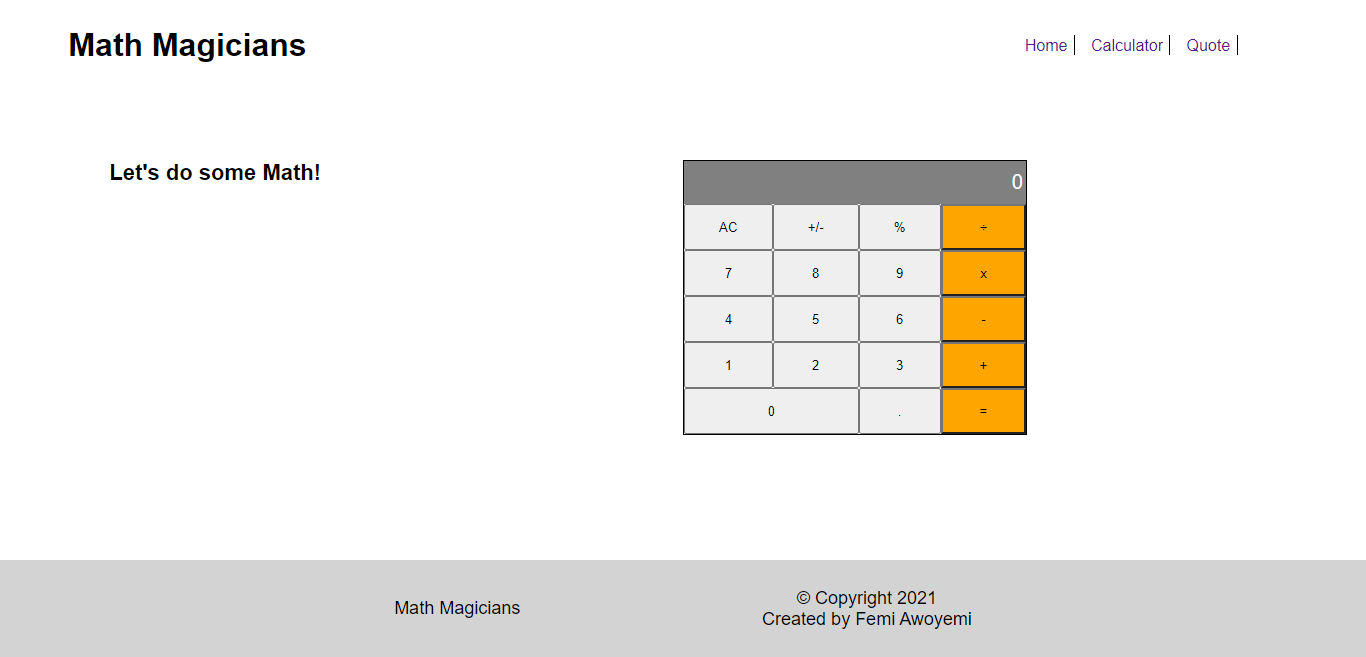 Math Magicians
Home
Calculator
Quote
Let's do some Math!
0
AC +/- % ÷
7 8 9 x
4 5 6 -
1 2 3 +
0 . =
Math Magicians
© Copyright 2021
Created by Femi Awoyemi